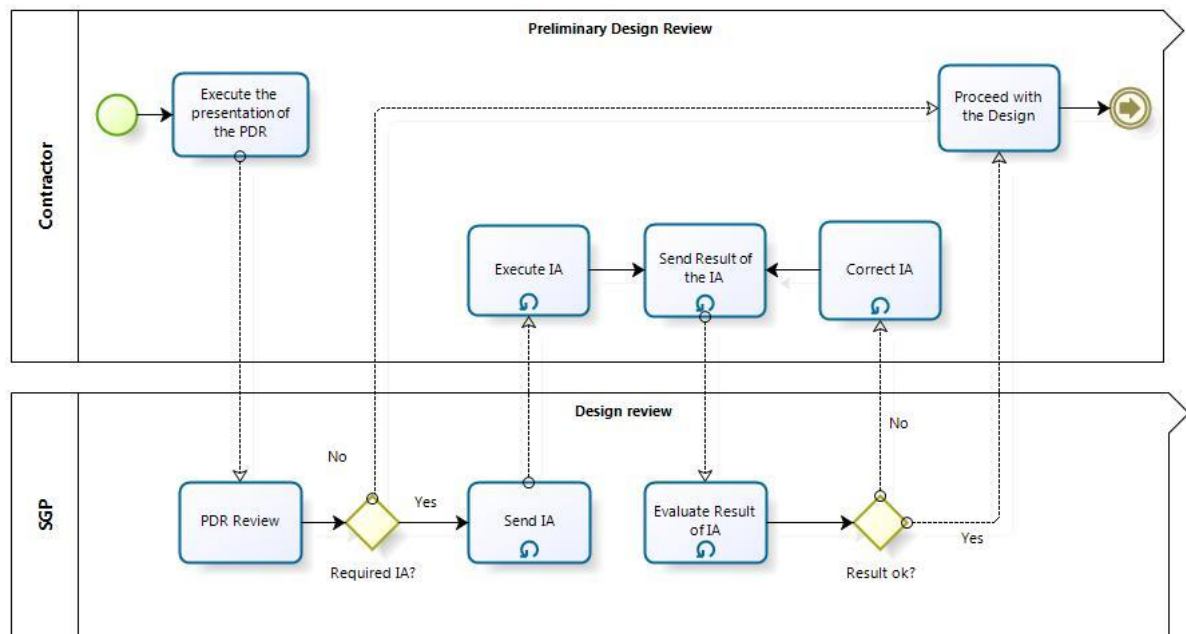 Preliminary Design Review
Contractor
Execute the
presentation of
the PDR
Proceed with
the Design
Execute IA
Send Result of
the IA
Correct IA
Design review
SGP
No
No
PDR Review
Yes
Send IA
Evaluate Result
of IA
Yes
Required IA?
Result ok?